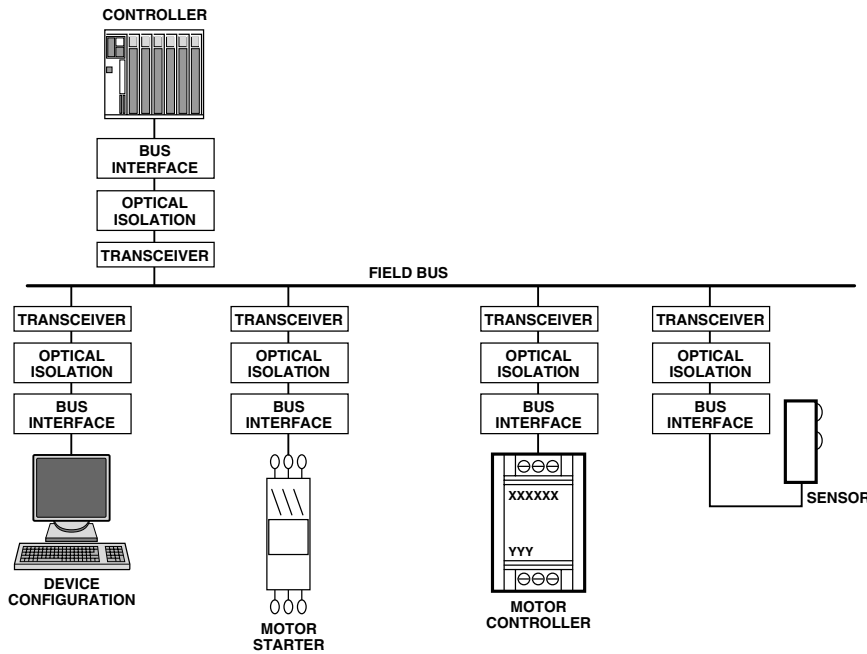 CONTROLLER
BUS
INTERFACE
OPTICAL
ISOLATION
TRANSCEIVER
FIELD BUS
TRANSCEIVER
OPTICAL
ISOLATION
BUS
INTERFACE
DEVICE
CONFIGURATION
TRANSCEIVER
OPTICAL
ISOLATION
BUS
INTERFACE
MOTOR
STARTER
TRANSCEIVER
OPTICAL
ISOLATION
BUS
INTERFACE
XXXXXX
YYY
MOTOR
CONTROLLER
TRANSCEIVER
OPTICAL
ISOLATION
BUS
INTERFACE
SENSOR